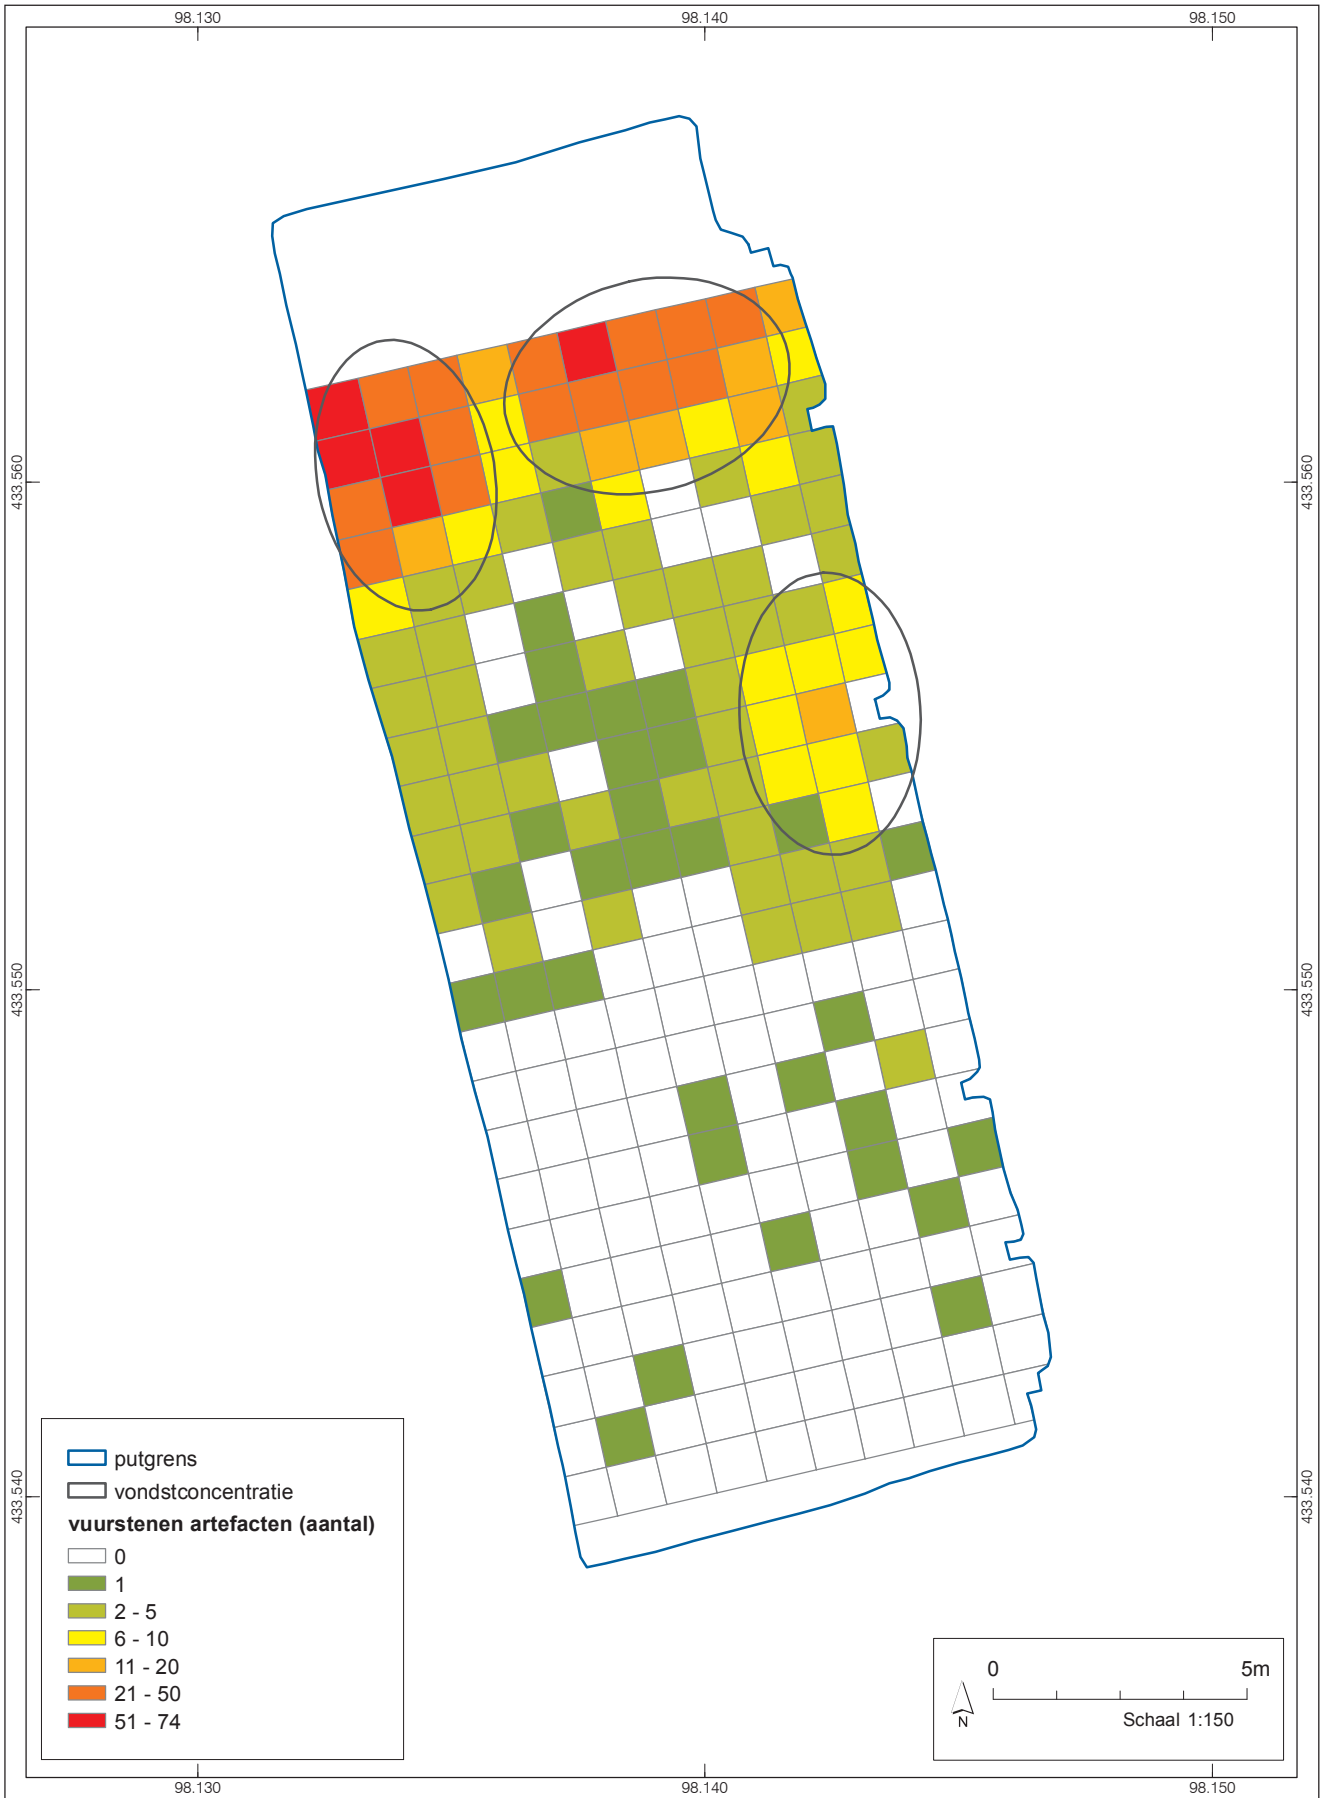 98.130 98.140 98.150
433.560 433.560
433.550 433.550
433.540 433.540
putgrens
vondstconcentratie
vuurstenen artefacten (aantal)
0
1
2 - 5
6 - 10
11 - 20
21 - 50
51 - 74
0 5m
N
Schaal 1:150
98.130 98.140 98.150